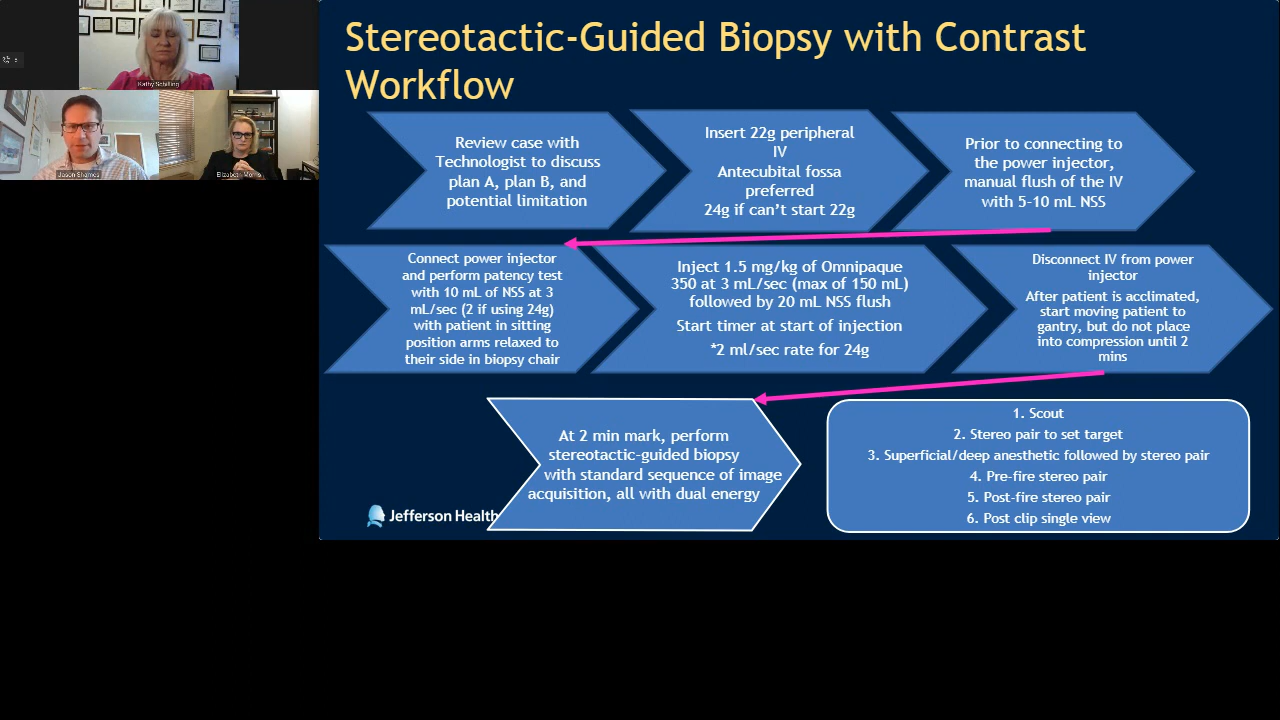 Stereotactic-Guided Biopsy with Contrast
Workflow
Kathy Schilling
Jason Shames
Elizabeth Morris
Review case with
Technologist to discuss
plan A, plan B, and
potential limitation
Insert 22g peripheral
IV
Antecubital fossa
preferred
24g if can’t start 22g
Prior to connecting to
the power injector,
manual flush of the IV
with 5-10 mL NSS
Connect power injector
and perform patency test
with 10 mL of NSS at 3
mL/sec (2 if using 24g)
with patient in sitting
position arms relaxed to
their side in biopsy chair
Inject 1.5 mg/kg of Omnipaque
350 at 3 mL/sec (max of 150 mL)
followed by 20 mL NSS flush
Start timer at start of injection
*2 ml/sec rate for 24g
Disconnect IV from power
injector
After patient is acclimated,
start moving patient to
gantry, but do not place
into compression until 2
mins
At 2 min mark, perform
stereotactic-guided biopsy
with standard sequence of image
acquisition, all with dual energy
1. Scout
2. Stereo pair to set target
3. Superficial/deep anesthetic followed by stereo pair
4. Pre-fire stereo pair
5. Post-fire stereo pair
6. Post clip single view
Jefferson Health